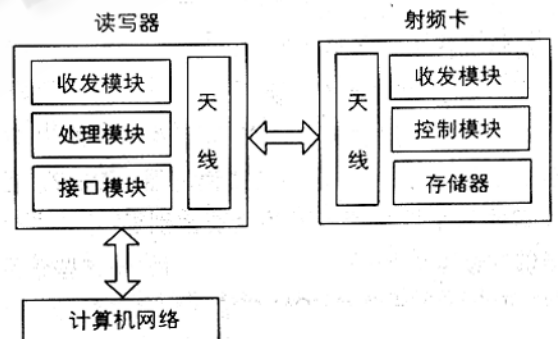 读写器
收发模块
处理模块
接口模块
天线
射频卡
天线
收发模块
控制模块
存储器
计算机网络